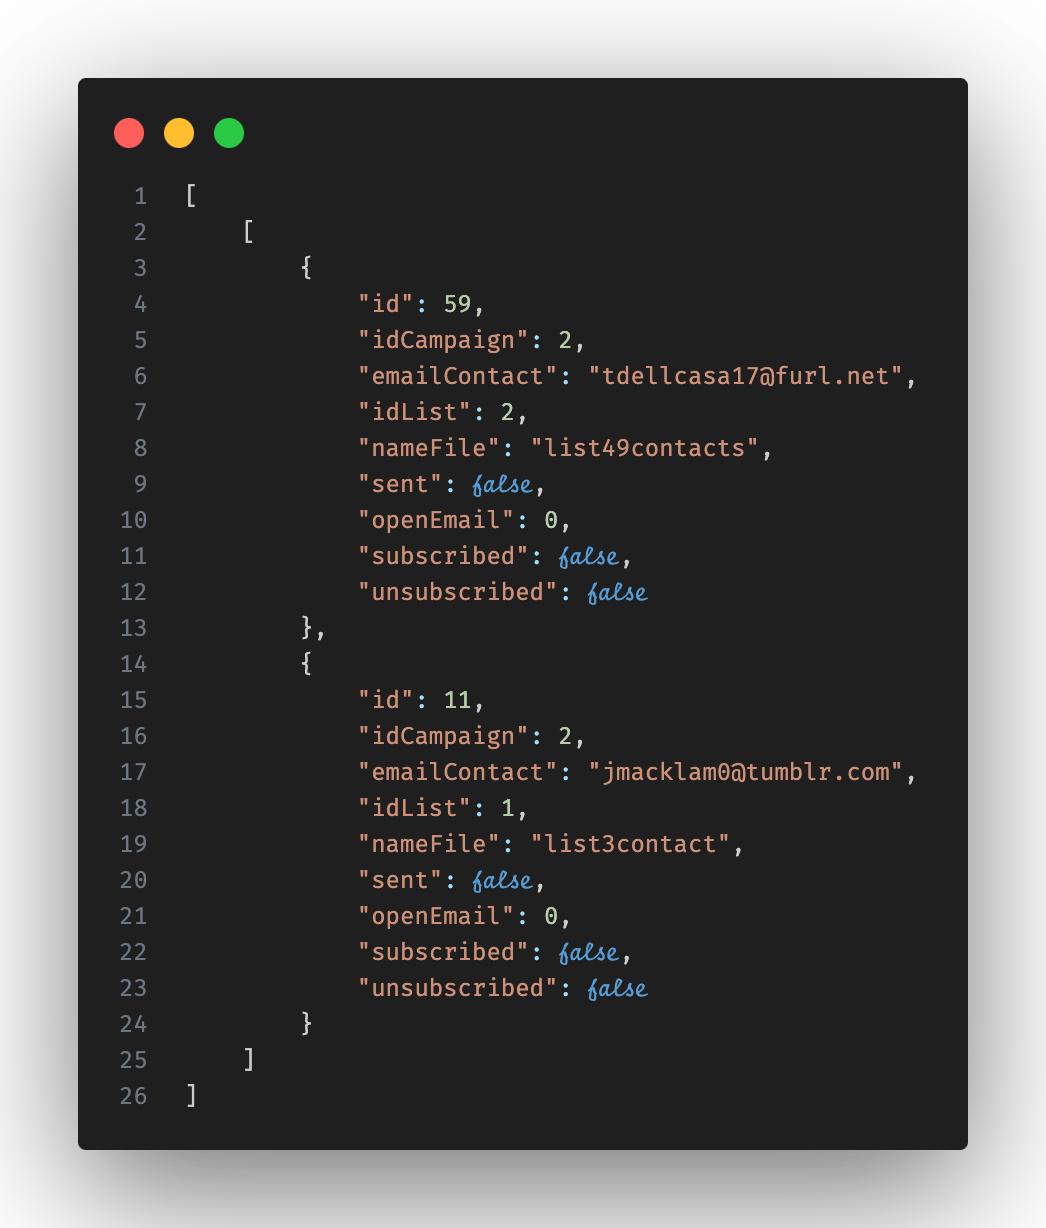 1 [
2     [
3         {
4             "id": 59,
5             "idCampaign": 2,
6             "emailContact": "tdellcasa17@furl.net",
7             "idList": 2,
8             "nameFile": "list49contacts",
9             "sent": false,
10             "openEmail": 0,
11             "subscribed": false,
12             "unsubscribed": false
13         },
14         {
15             "id": 11,
16             "idCampaign": 2,
17             "emailContact": "jmacklam0@tumblr.com",
18             "idList": 1,
19             "nameFile": "list3contact",
20             "sent": false,
21             "openEmail": 0,
22             "subscribed": false,
23             "unsubscribed": false
24         }
25     ]
26 ]